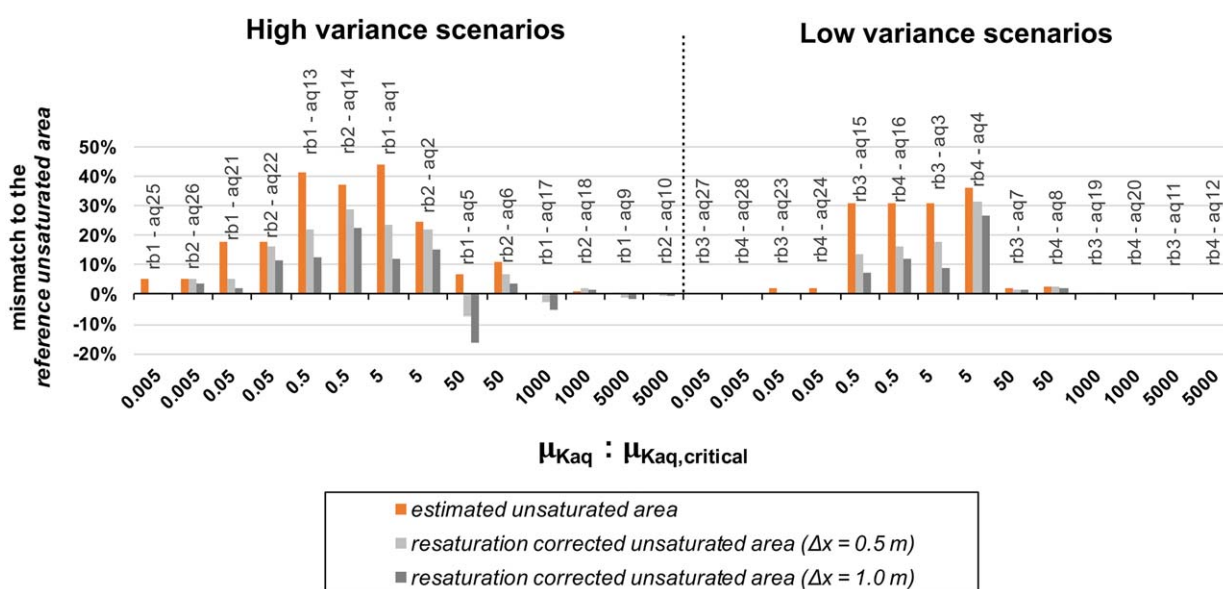 High variance scenarios
Low variance scenarios
mismatch to the
reference unsaturated area
50%
40%
30%
20%
10%
0%
-10%
-20%
rb1 - aq25
rb2 - aq26
rb1 - aq21
rb2 - aq22
rb1 - aq13
rb2 - aq14
rb1 - aq1
rb2 - aq2
rb1 - aq5
rb2 - aq6
rb1 - aq17
rb2 - aq18
rb1 - aq9
rb2 - aq10
rb3 - aq27
rb4 - aq28
rb3 - aq23
rb4 - aq24
rb3 - aq15
rb4 - aq16
rb3 - aq3
rb4 - aq4
rb3 - aq7
rb4 - aq8
rb3 - aq19
rb4 - aq20
rb3 - aq11
rb4 - aq12
0.005
0.005
0.05
0.05
0.5
0.5
5
5
50
50
1000
1000
5000
5000
0.005
0.005
0.05
0.05
0.5
0.5
5
5
50
50
1000
1000
5000
5000
μKaq : μKaq,critical
estimated unsaturated area
resaturation corrected unsaturated area (Δx = 0.5 m)
resaturation corrected unsaturated area (Δx = 1.0 m)